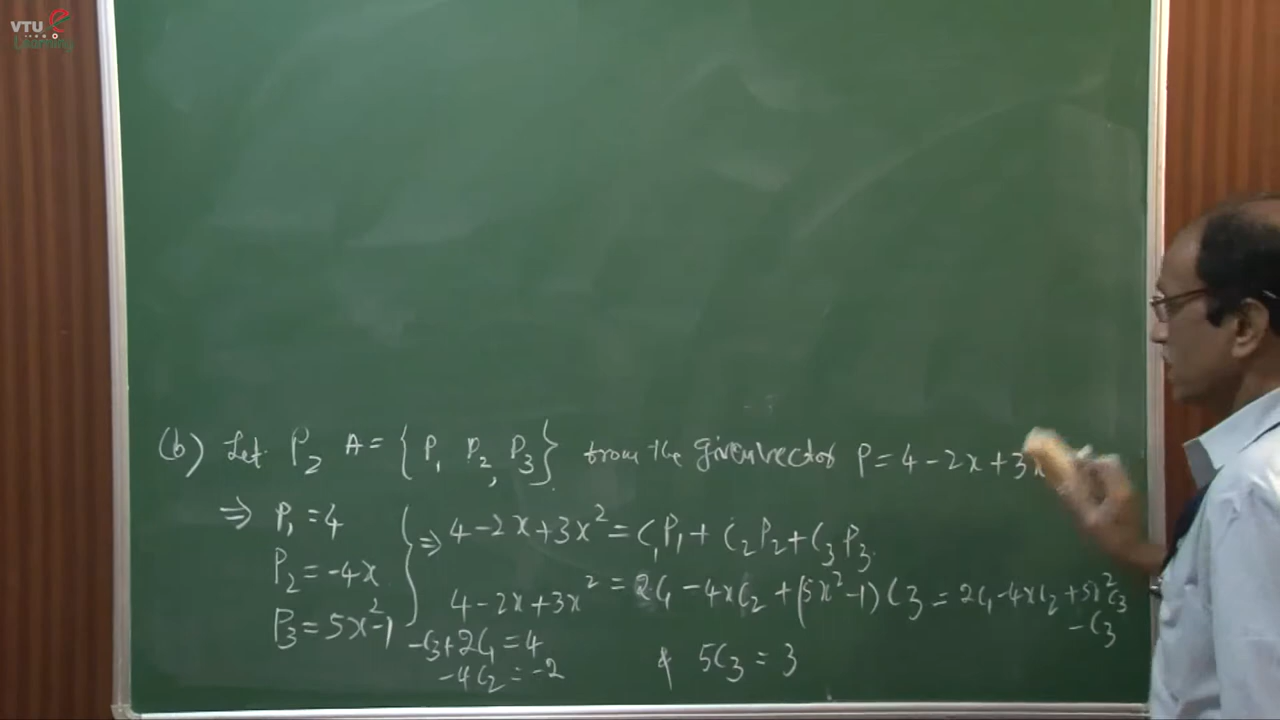 VTU e
Learning
(b) Let P₂ A = {P₁ P₂, P₃} from the given vector P = 4 - 2x + 3x
⇒ P₁ = 4 ⇒ 4 - 2x + 3x² = C₁P₁ + C₂P₂ + C₃P₃.
P₂ = -4x
4 - 2x + 3x² = 2C₁ - 4xC₂ + (5x² - 1)C₃ = 2C₁ - 4xC₂ + 5x²C₃
P₃ = 5x² - 1 - C₃
-C₃ + 2C₁ = 4
& 5C₃ = 3
-4C₂ = -2